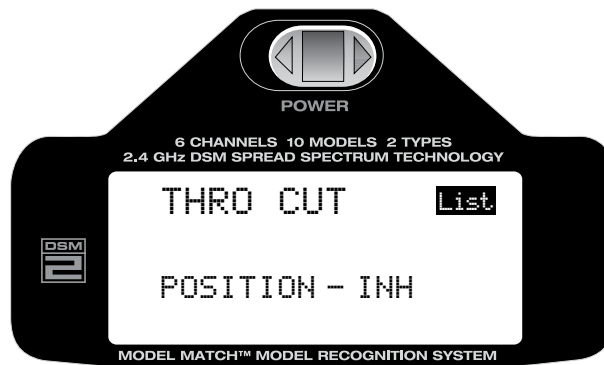 POWER
6 CHANNELS 10 MODELS 2 TYPES
2.4 GHz DSM SPREAD SPECTRUM TECHNOLOGY
THRO CUT List
DSM
2
POSITION – INH
MODEL MATCH™ MODEL RECOGNITION SYSTEM